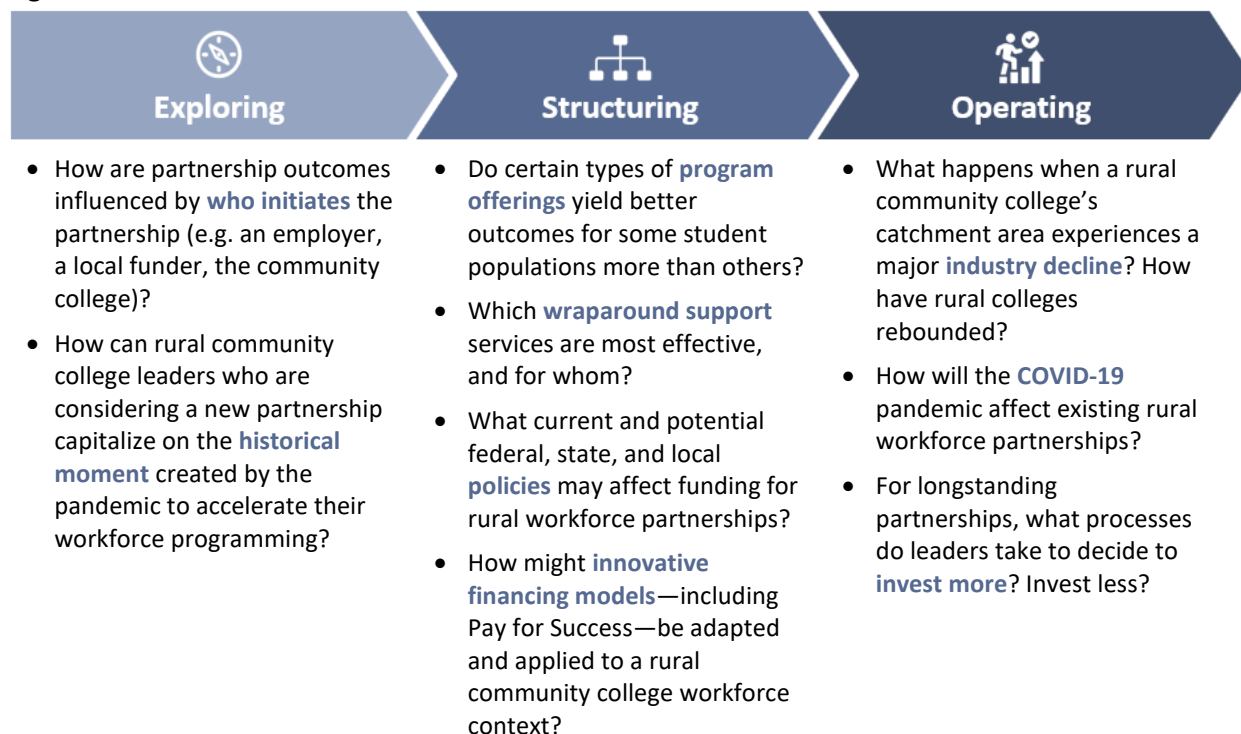 Exploring
• How are partnership outcomes
influenced by who initiates the
partnership (e.g. an employer,
a local funder, the community
college)?
• How can rural community
college leaders who are
considering a new partnership
capitalize on the historical
moment created by the
pandemic to accelerate their
workforce programming?
Structuring
• Do certain types of program
offerings yield better
outcomes for some student
populations more than others?
• Which wraparound support
services are most effective,
and for whom?
• What current and potential
federal, state, and local
policies may affect funding for
rural workforce partnerships?
• How might innovative
financing models—including
Pay for Success—be adapted
and applied to a rural
community college workforce
context?
Operating
• What happens when a rural
community college’s
catchment area experiences a
major industry decline? How
have rural colleges
rebounded?
• How will the COVID-19
pandemic affect existing rural
workforce partnerships?
• For longstanding
partnerships, what processes
do leaders take to decide to
invest more? Invest less?